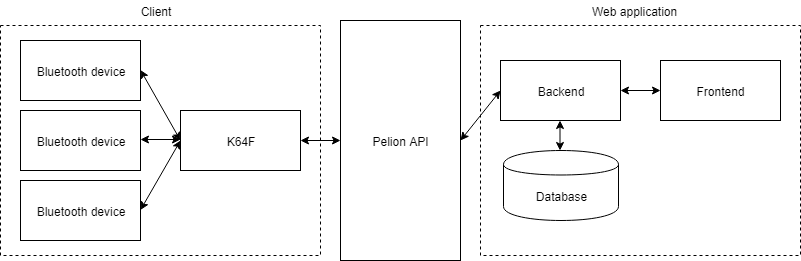 Client
Web application
Bluetooth device
Bluetooth device
Bluetooth device
K64F
Pelion API
Backend
Frontend
Database